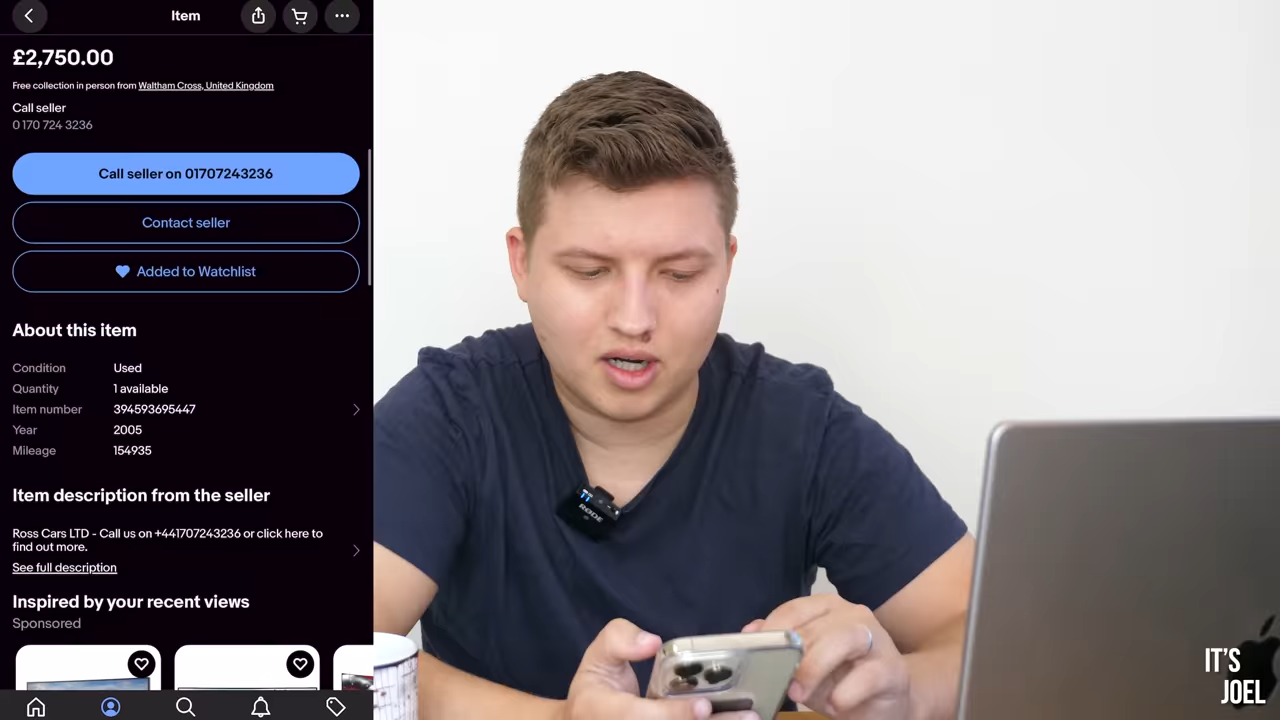 Item
£2,750.00
Free collection in person from Waltham Cross, United Kingdom
Call seller
0 170 724 3236
Call seller on 01707243236
Contact seller
Added to Watchlist
About this item
Condition Used
Quantity 1 available
Item number 394593695447
Year 2005
Mileage 154935
Item description from the seller
Ross Cars LTD - Call us on +441707243236 or click here to
find out more.
See full description
Inspired by your recent views
Sponsored
RØDE
IT'S
JOEL